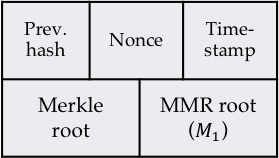 Prev.
hash
Nonce
Time-
stamp
Merkle
root
MMR root
(M₁)